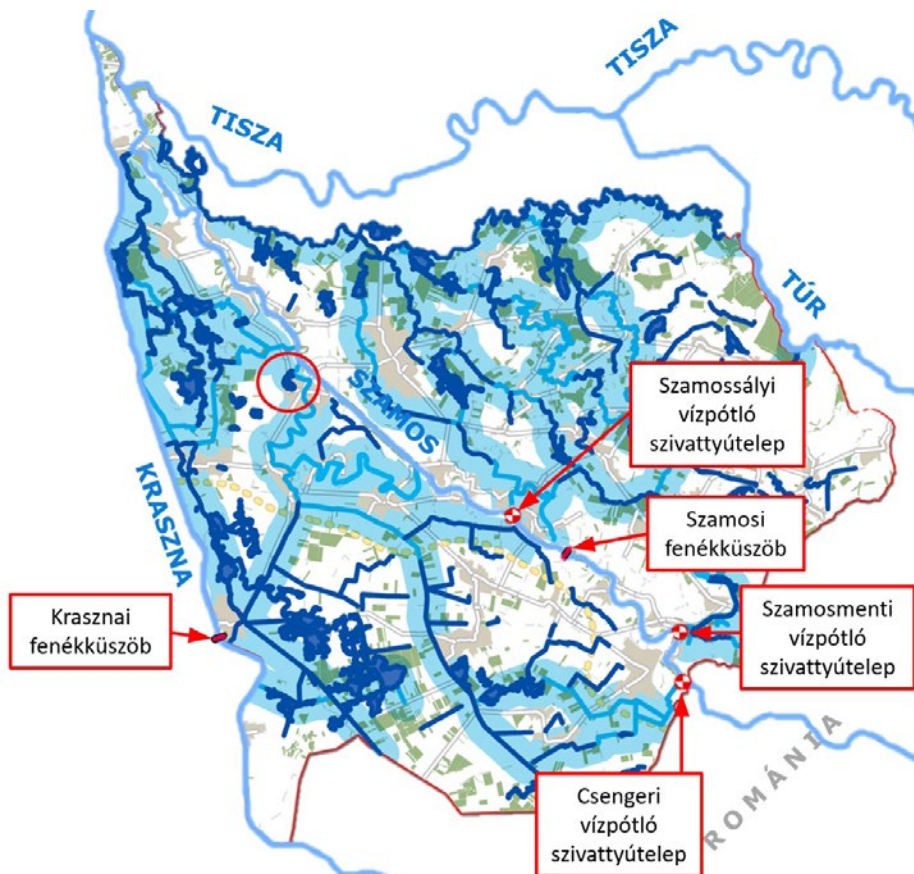 TISZA
TISZA
TÚR
SZAMOS
KRASZNA
Szamossályi
vízpótló
szivattyútelep
Szamosi
fenékküszöb
Krasznai
fenékküszöb
Szamosmenti
vízpótló
szivattyútelep
Csengeri
vízpótló
szivattyútelep
ROMÁNIA